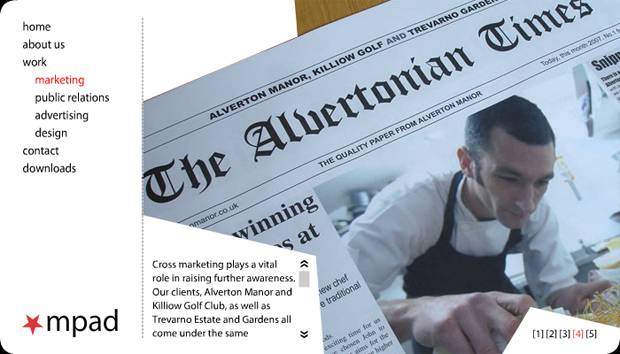 home
about us
work
marketing
public relations
advertising
design
contact
downloads
ALVERTON MANOR, KILLIOW GOLF AND TREVARNO GARDEN
The Alvertonian Times
Today, this month 2007, No.1
THE QUALITY PAPER FROM ALVERTON MANOR
manor.co.uk
winning
s at
new chef
traditional
Cross marketing plays a vital
role in raising further awareness.
Our clients, Alverton Manor and
Killiow Golf Club, as well as
Trevarno Estate and Gardens all
come under the same
mpad
[1] [2] [3] [4] [5]